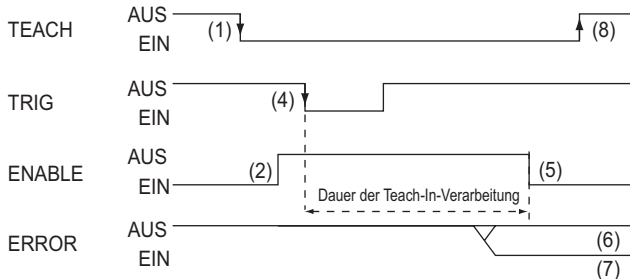 TEACH AUS EIN (1) (8)
TRIG AUS EIN (4)
ENABLE AUS EIN (2) (5)
Dauer der Teach-In-Verarbeitung
ERROR AUS EIN (6) (7)